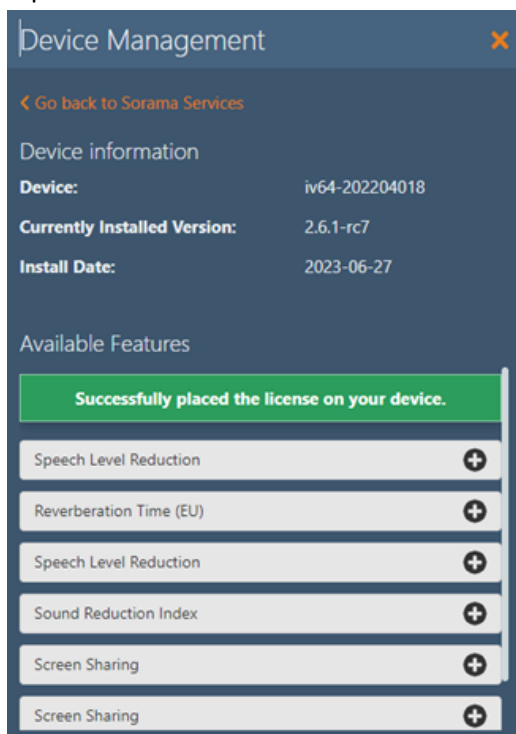 Device Management
Go back to Sorama Services
Device information
Device: iv64-202204018
Currently Installed Version: 2.6.1-rc7
Install Date: 2023-06-27
Available Features
Successfully placed the license on your device.
Speech Level Reduction
Reverberation Time (EU)
Speech Level Reduction
Sound Reduction Index
Screen Sharing
Screen Sharing